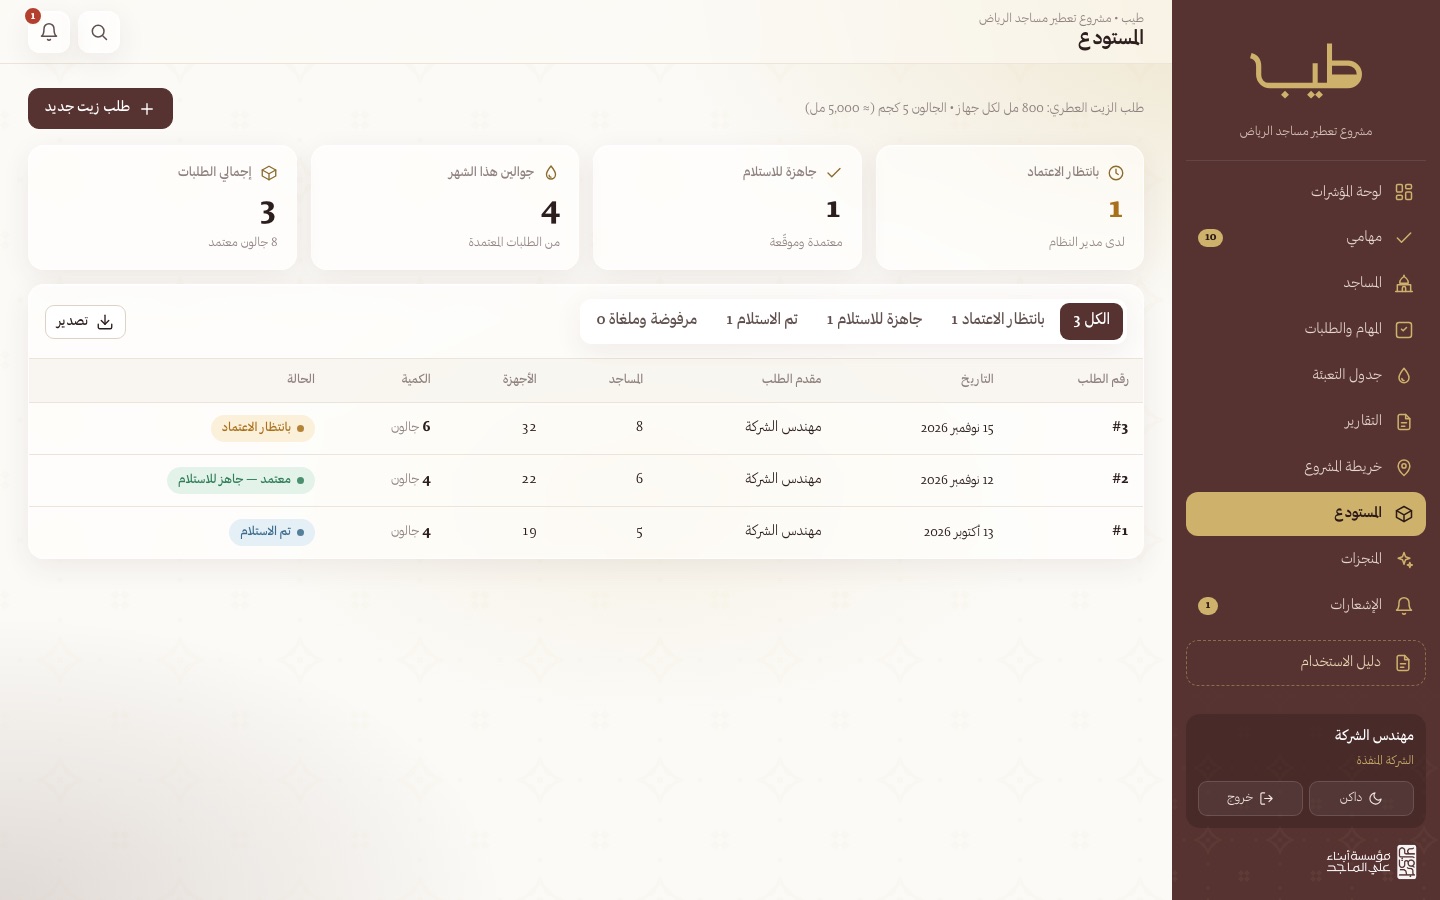 طيب
مشروع تعطير مساجد الرياض
لوحة المؤشرات
مهامي 10
المساجد
المهام والطلبات
جدول التعبئة
التقارير
خريطة المشروع
المستودع
المنجزات
الإشعارات 1
دليل الاستخدام
مهندس الشركة
الشركة المنفذة
داكن
خروج
مؤسسة أبناء
علي الماجد
طيب • مشروع تعطير مساجد الرياض
المستودع
1
طلب الزيت العطري: 800 مل لكل جهاز • الجالون 5 كجم (≈ 5,000 مل)
طلب زيت جديد
بانتظار الاعتماد
1
لدى مدير النظام
جاهزة للاستلام
1
معتمدة وموقَّعة
جوالين هذا الشهر
4
من الطلبات المعتمدة
إجمالي الطلبات
3
8 جالون معتمد
الكل 3
بانتظار الاعتماد 1
جاهزة للاستلام 1
تم الاستلام 1
مرفوضة وملغاة 0
تصدير
رقم الطلب التاريخ مقدم الطلب المساجد الأجهزة الكمية الحالة
#3 15 نوفمبر 2026 مهندس الشركة 8 32 6 جالون بانتظار الاعتماد
#2 12 نوفمبر 2026 مهندس الشركة 6 22 4 جالون معتمد — جاهز للاستلام
#1 13 أكتوبر 2026 مهندس الشركة 5 19 4 جالون تم الاستلام